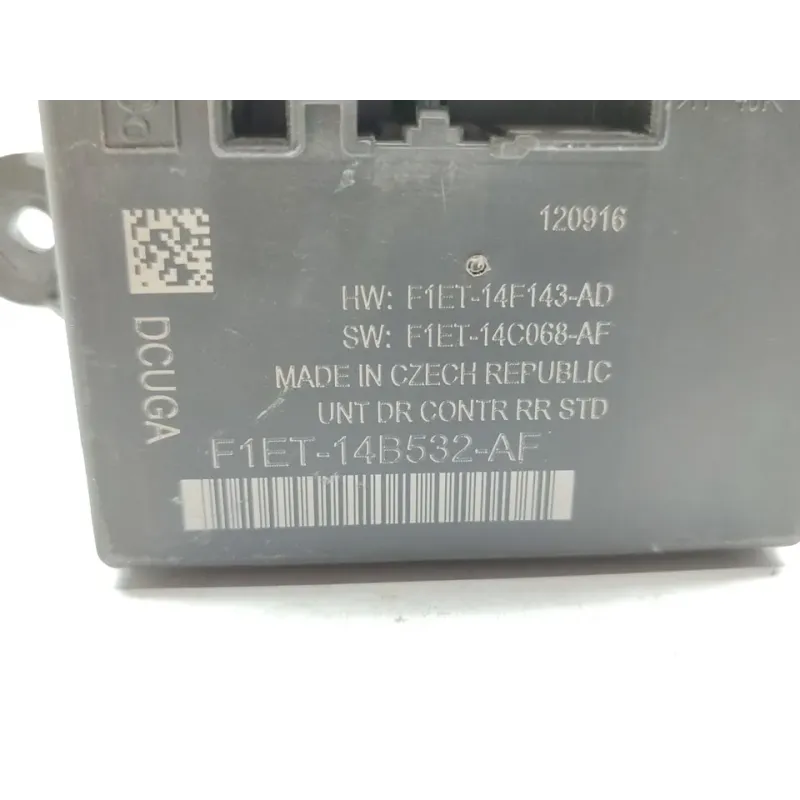 120916
HW: F1ET-14F143-AD
SW: F1ET-14C068-AF
MADE IN CZECH REPUBLIC
UNT DR CONTR RR STD
F1ET-14B532-AF
DCUGA